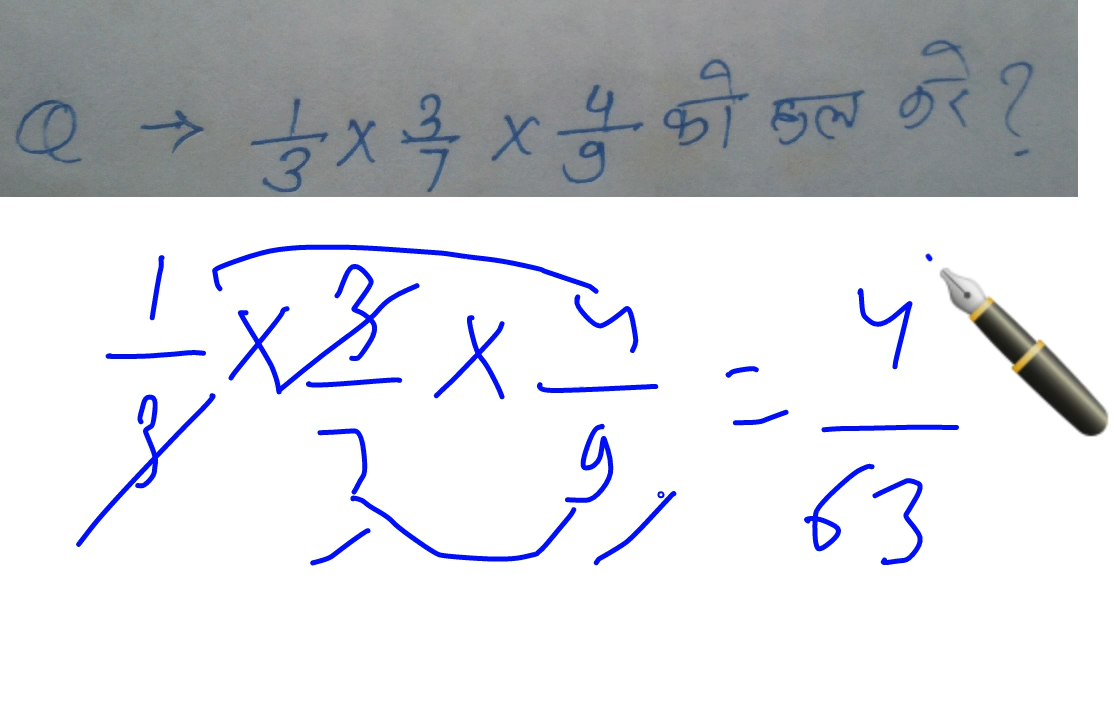 Q → 1/3 × 3/7 × 4/9 को हल करे ?
1/3 × 3/7 × 4/9 = 4/63